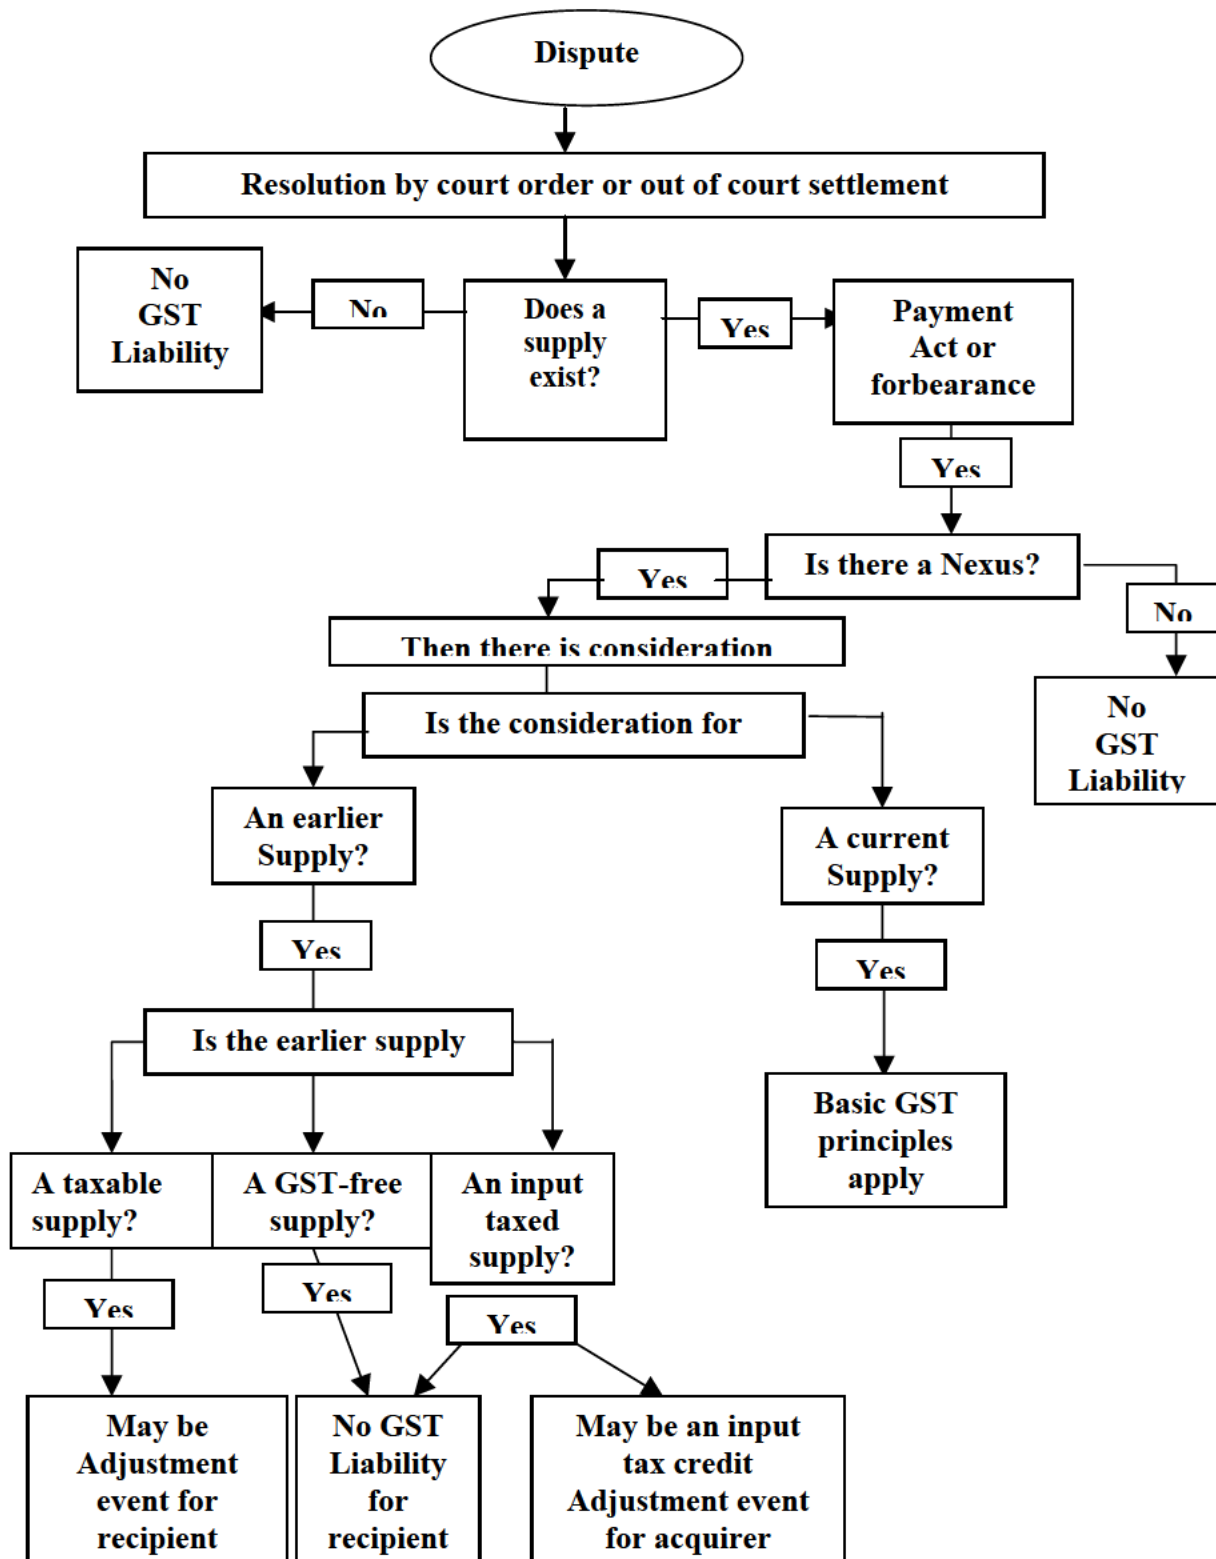 Dispute
Resolution by court order or out of court settlement
No
GST
Liability
No
Does a
supply
exist?
Yes
Payment
Act or
forbearance
Yes
Is there a Nexus?
Yes
No
Then there is consideration
Is the consideration for
No
GST
Liability
An earlier
Supply?
A current
Supply?
Yes
Yes
Is the earlier supply
Basic GST
principles
apply
A taxable
supply?
A GST-free
supply?
An input
taxed
supply?
Yes
Yes
Yes
May be
Adjustment
event for
recipient
No GST
Liability
for
recipient
May be an input
tax credit
Adjustment event
for acquirer